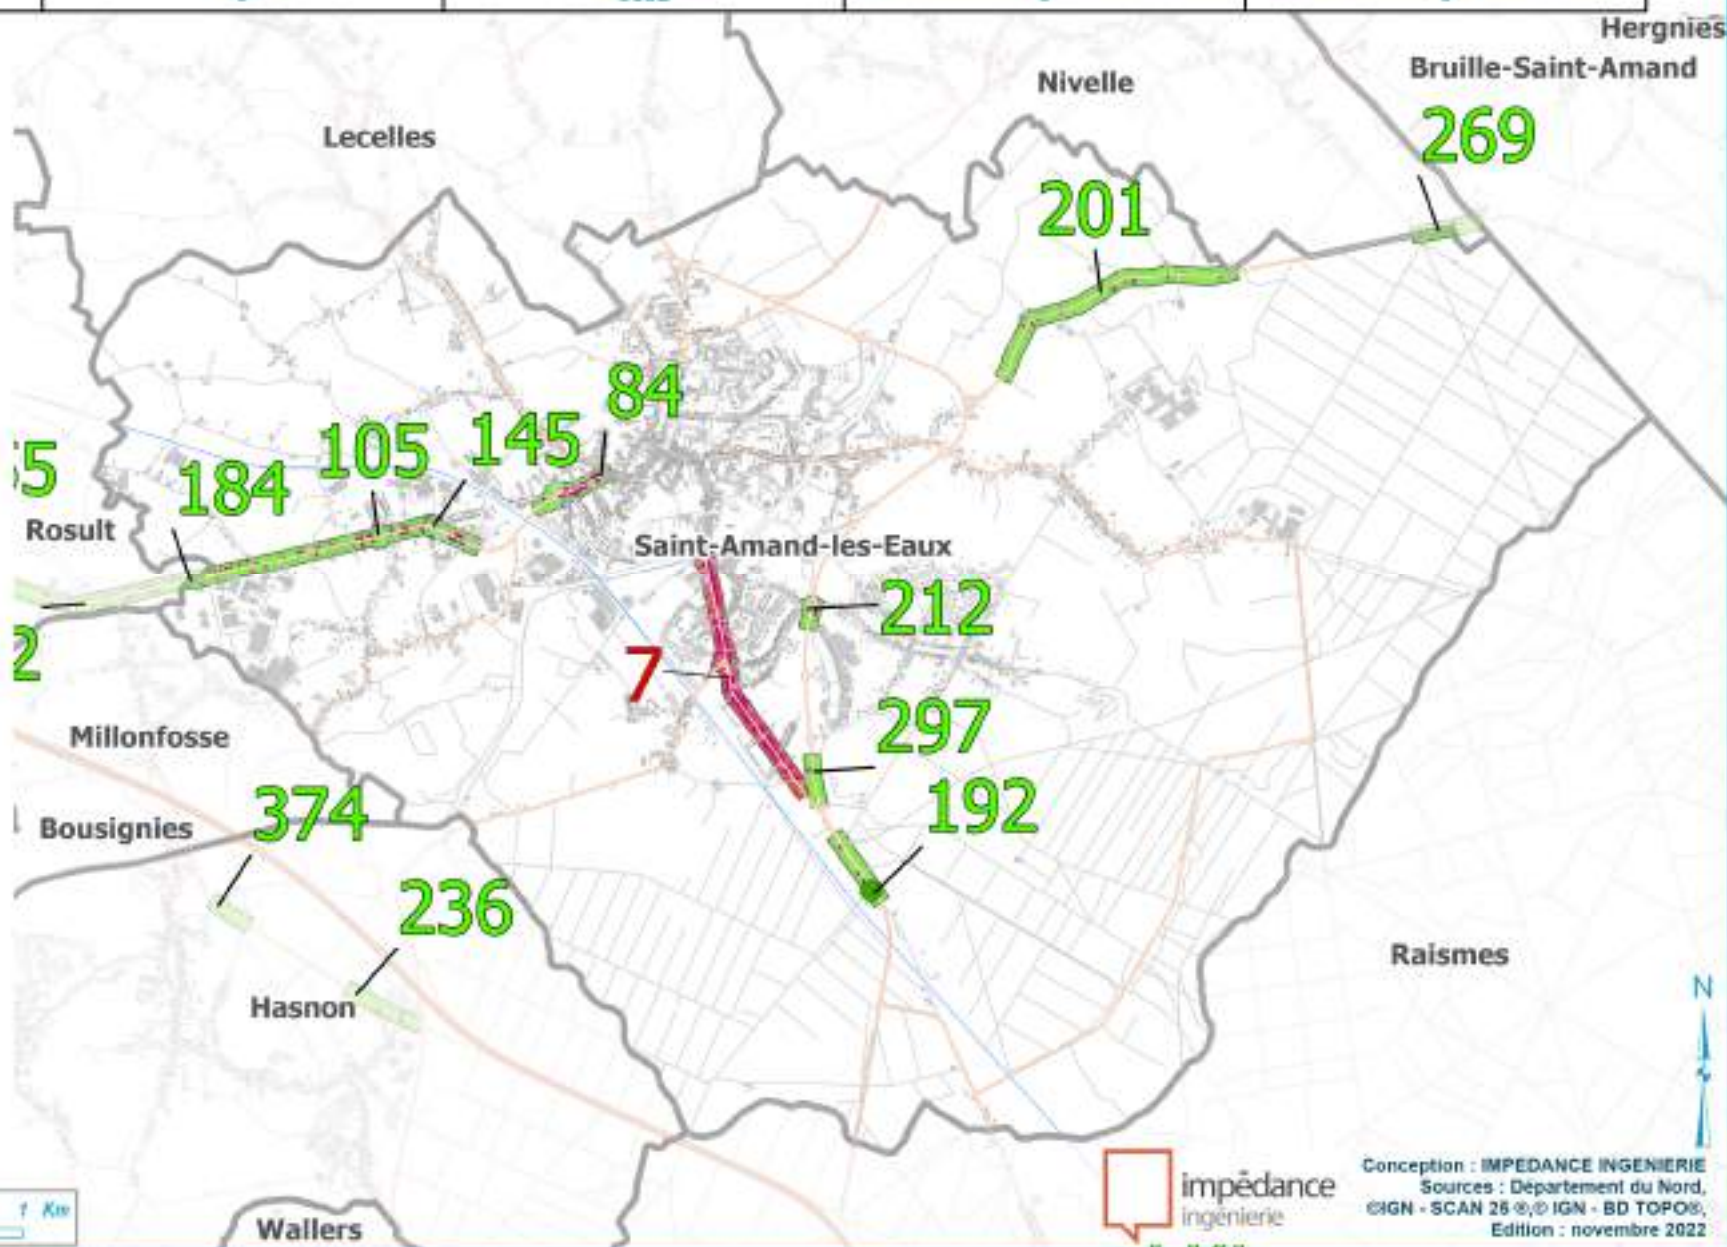 Hergnies
Bruille-Saint-Amand
Nivelle
Lecelles
269
201
84
145
105
184
Rosult
Saint-Amand-les-Eaux
212
7
297
Millonfosse
192
374
Bousignies
236
Raismes
Hasnon
N
impédance
ingénierie
Conception : IMPEDANCE INGENIERIE
Sources : Département du Nord,
©IGN - SCAN 25 ®,© IGN - BD TOPO®,
Edition : novembre 2022
1 Km
Wallers